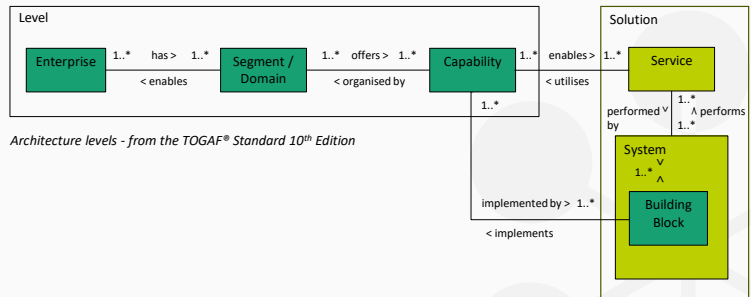 Level
Solution
Enterprise
1..*
has >
1..*
< enables
Segment /
Domain
1..*
offers >
1..*
< organised by
Capability
1..*
enables >
1..*
< utilises
Service
1..*
performed ˅
by
1..*
˄ performs
1..*
Architecture levels - from the TOGAF® Standard 10th Edition
System
˅
1..*
˄
implemented by >
1..*
< implements
Building
Block